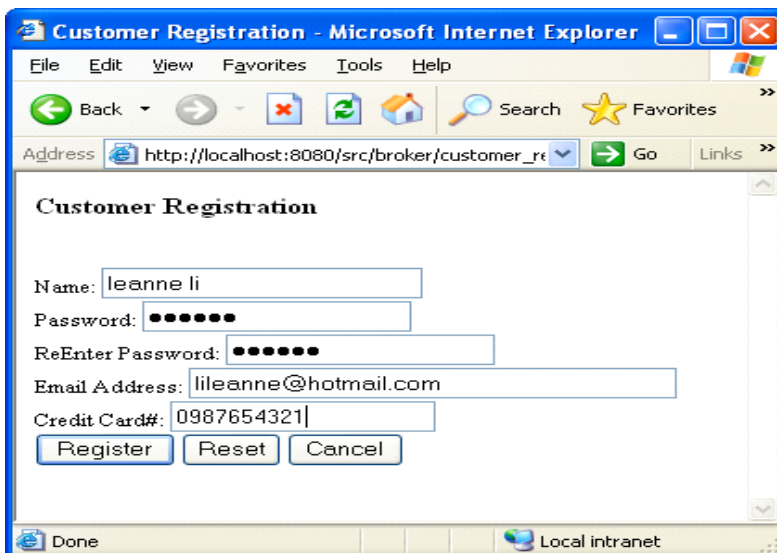 Customer Registration - Microsoft Internet Explorer
File Edit View Favorites Tools Help
Back Search Favorites »
Address http://localhost:8080/src/broker/customer_re Go Links »
Customer Registration
Name: leanne li
Password: ●●●●●●
ReEnter Password: ●●●●●●
Email Address: lileanne@hotmail.com
Credit Card#: 0987654321
Register Reset Cancel
Done Local intranet